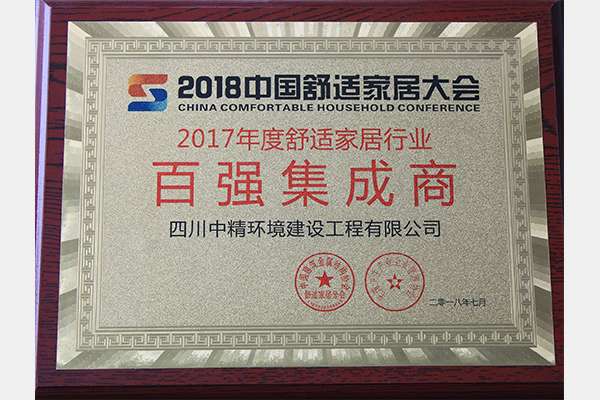 2018中国舒适家居大会
CHINA COMFORTABLE HOUSEHOLD CONFERENCE
2017年度舒适家居行业
百强集成商
四川中精环境建设工程有限公司
二零一八年七月